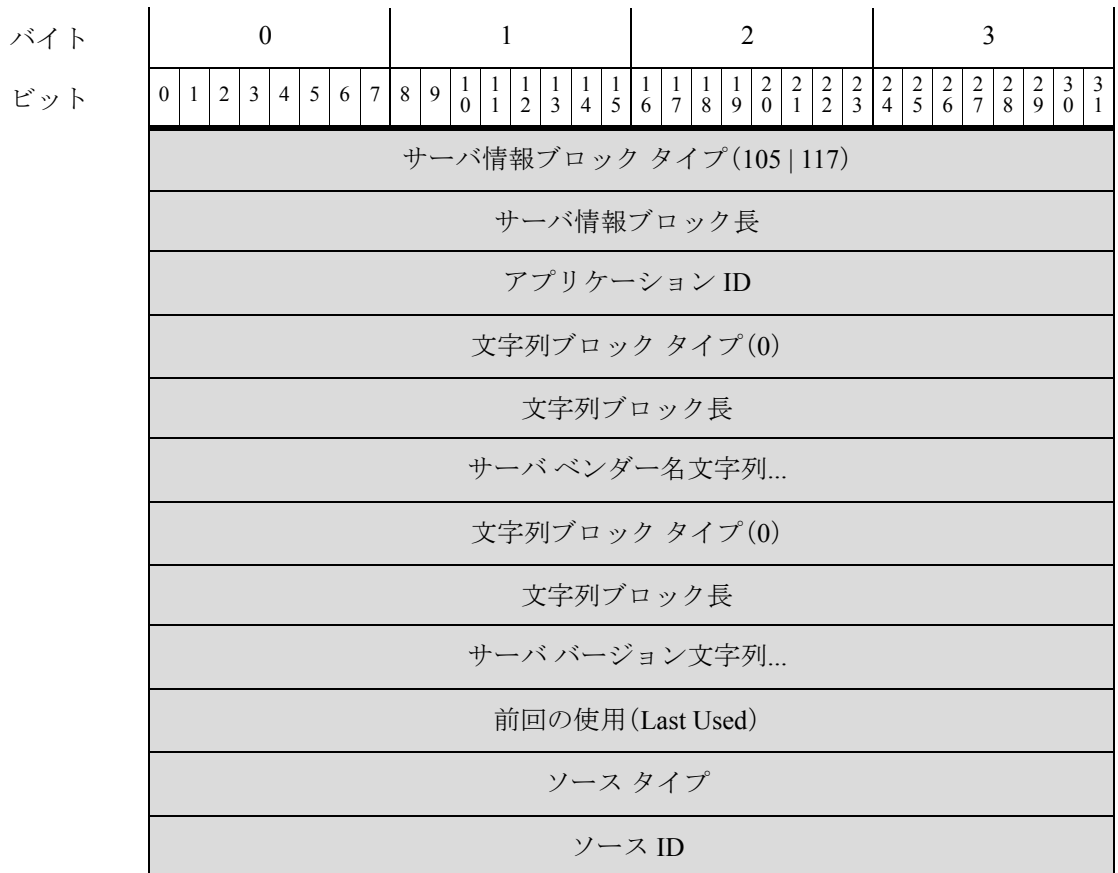 バイト 0 1 2 3
ビット 0 1 2 3 4 5 6 7 8 9 10 11 12 13 14 15 16 17 18 19 20 21 22 23 24 25 26 27 28 29 30 31
サーバ情報ブロック タイプ(105 | 117)
サーバ情報ブロック長
アプリケーション ID
文字列ブロック タイプ(0)
文字列ブロック長
サーバ ベンダー名文字列...
文字列ブロック タイプ(0)
文字列ブロック長
サーバ バージョン文字列...
前回の使用(Last Used)
ソース タイプ
ソース ID